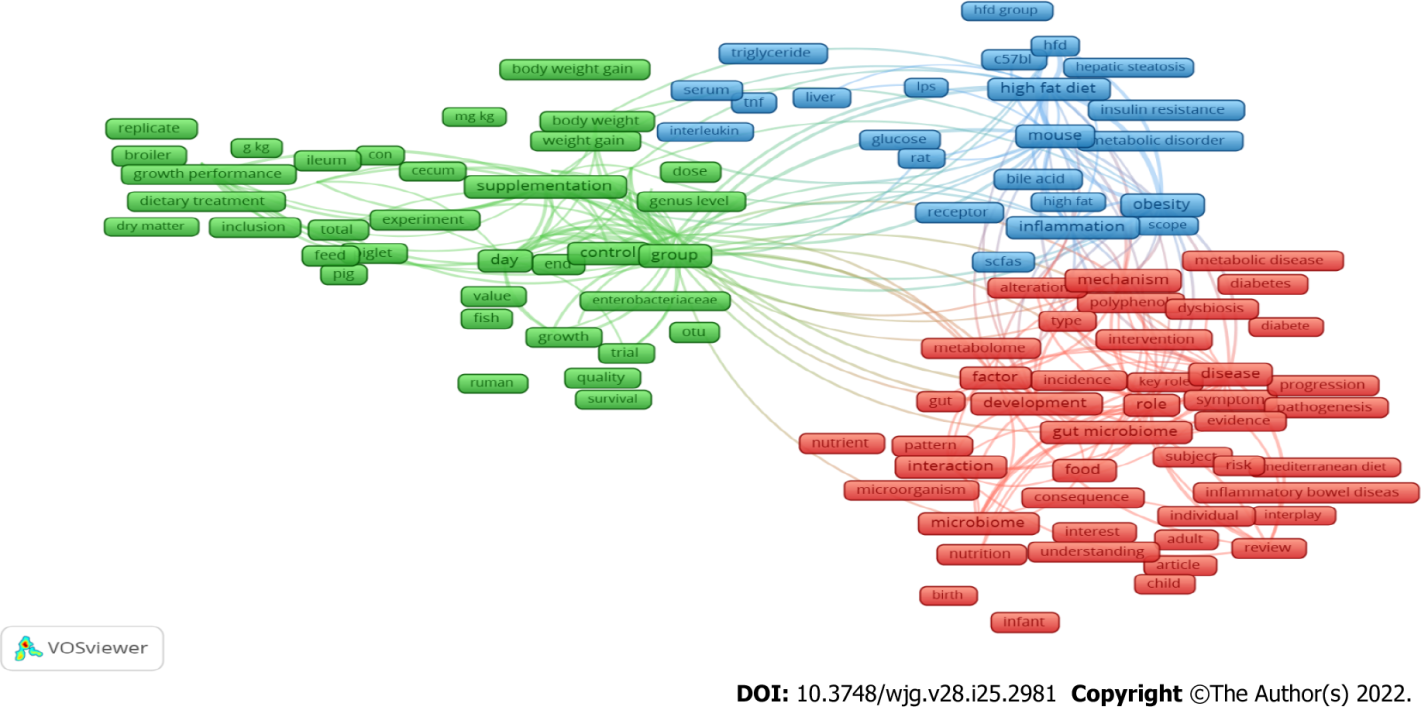 hfd group
hfd
triglyceride
c57bl
hepatic steatosis
body weight gain
high fat diet
lps
serum
liver
tnf
insulin resistance
mg kg
body weight
replicate
interleukin
mouse
metabolic disorder
weight gain
glucose
g kg
con
broiler
ileum
rat
cecum
dose
growth performance
bile acid
supplementation
dietary treatment
genus level
high fat
obesity
receptor
experiment
dry matter
inclusion
total
inflammation
scope
control
group
feed
iglet
day
end
scfas
metabolic disease
pig
mechanism
alteration
diabetes
value
enterobacteriaceae
polyphenol
dysbiosis
fish
type
diabete
growth
otu
intervention
trial
metabolome
ruman
quality
factor
incidence
key role
disease
progression
survival
gut
development
role
symptom
pathogenesis
evidence
gut microbiome
nutrient
pattern
subject
interaction
food
risk
mediterranean diet
microorganism
consequence
inflammatory bowel diseas
microbiome
individual
interplay
interest
adult
nutrition
understanding
review
article
child
birth
infant
VOSviewer
DOI: 10.3748/wjg.v28.i25.2981 Copyright ©The Author(s) 2022.